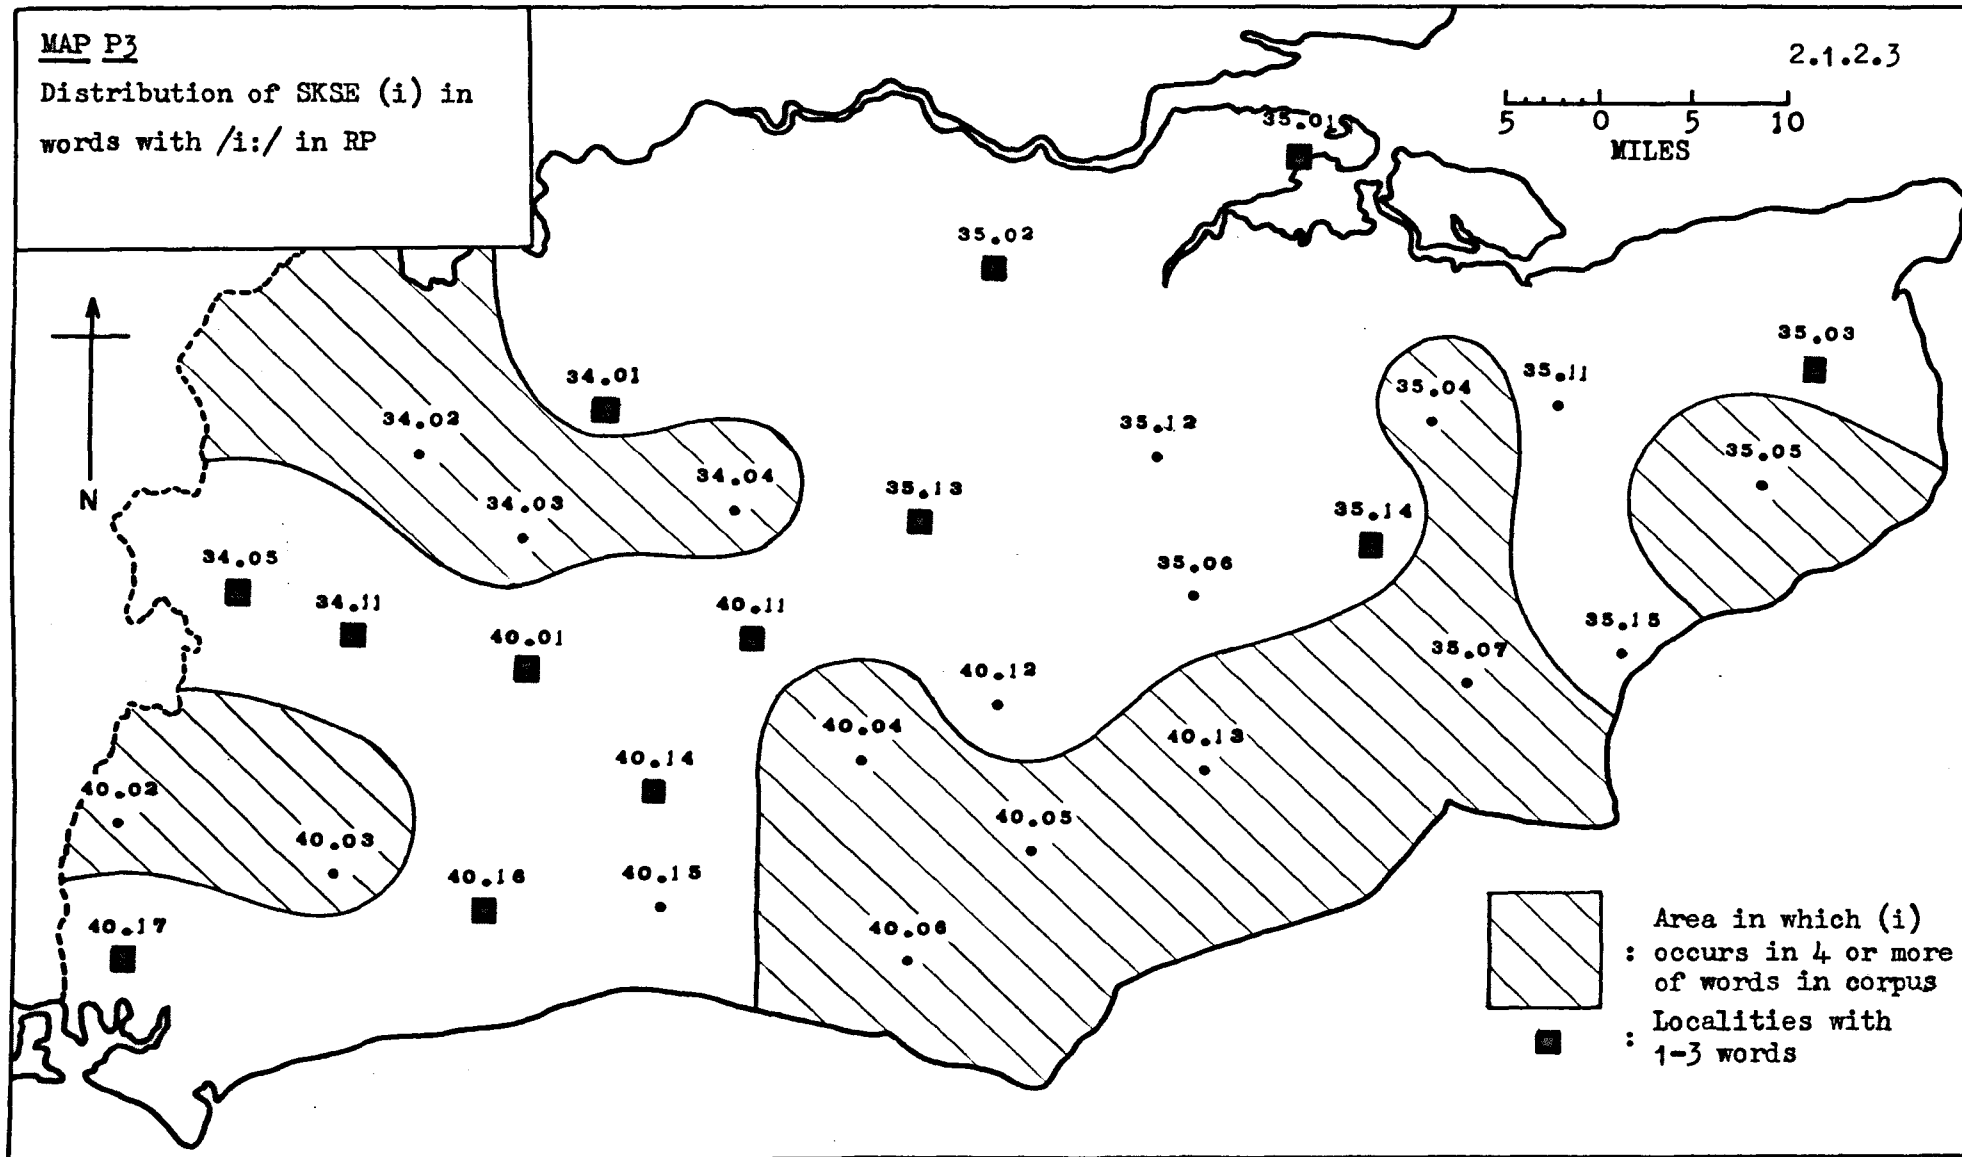 MAP P3
Distribution of SKSE (i) in
words with /i:/ in RP
2.1.2.3
5 0 5 10
MILES
35.01
35.02
35.03
34.01
35.04
35.11
34.02
35.12
35.05
34.04
35.13
34.03
35.14
N
34.05
35.06
34.11
40.11
40.01
35.15
35.07
40.12
40.04
40.13
40.14
40.02
40.05
40.03
40.16
40.15
40.17
40.06
Area in which (i)
: occurs in 4 or more
of words in corpus
: Localities with
1-3 words